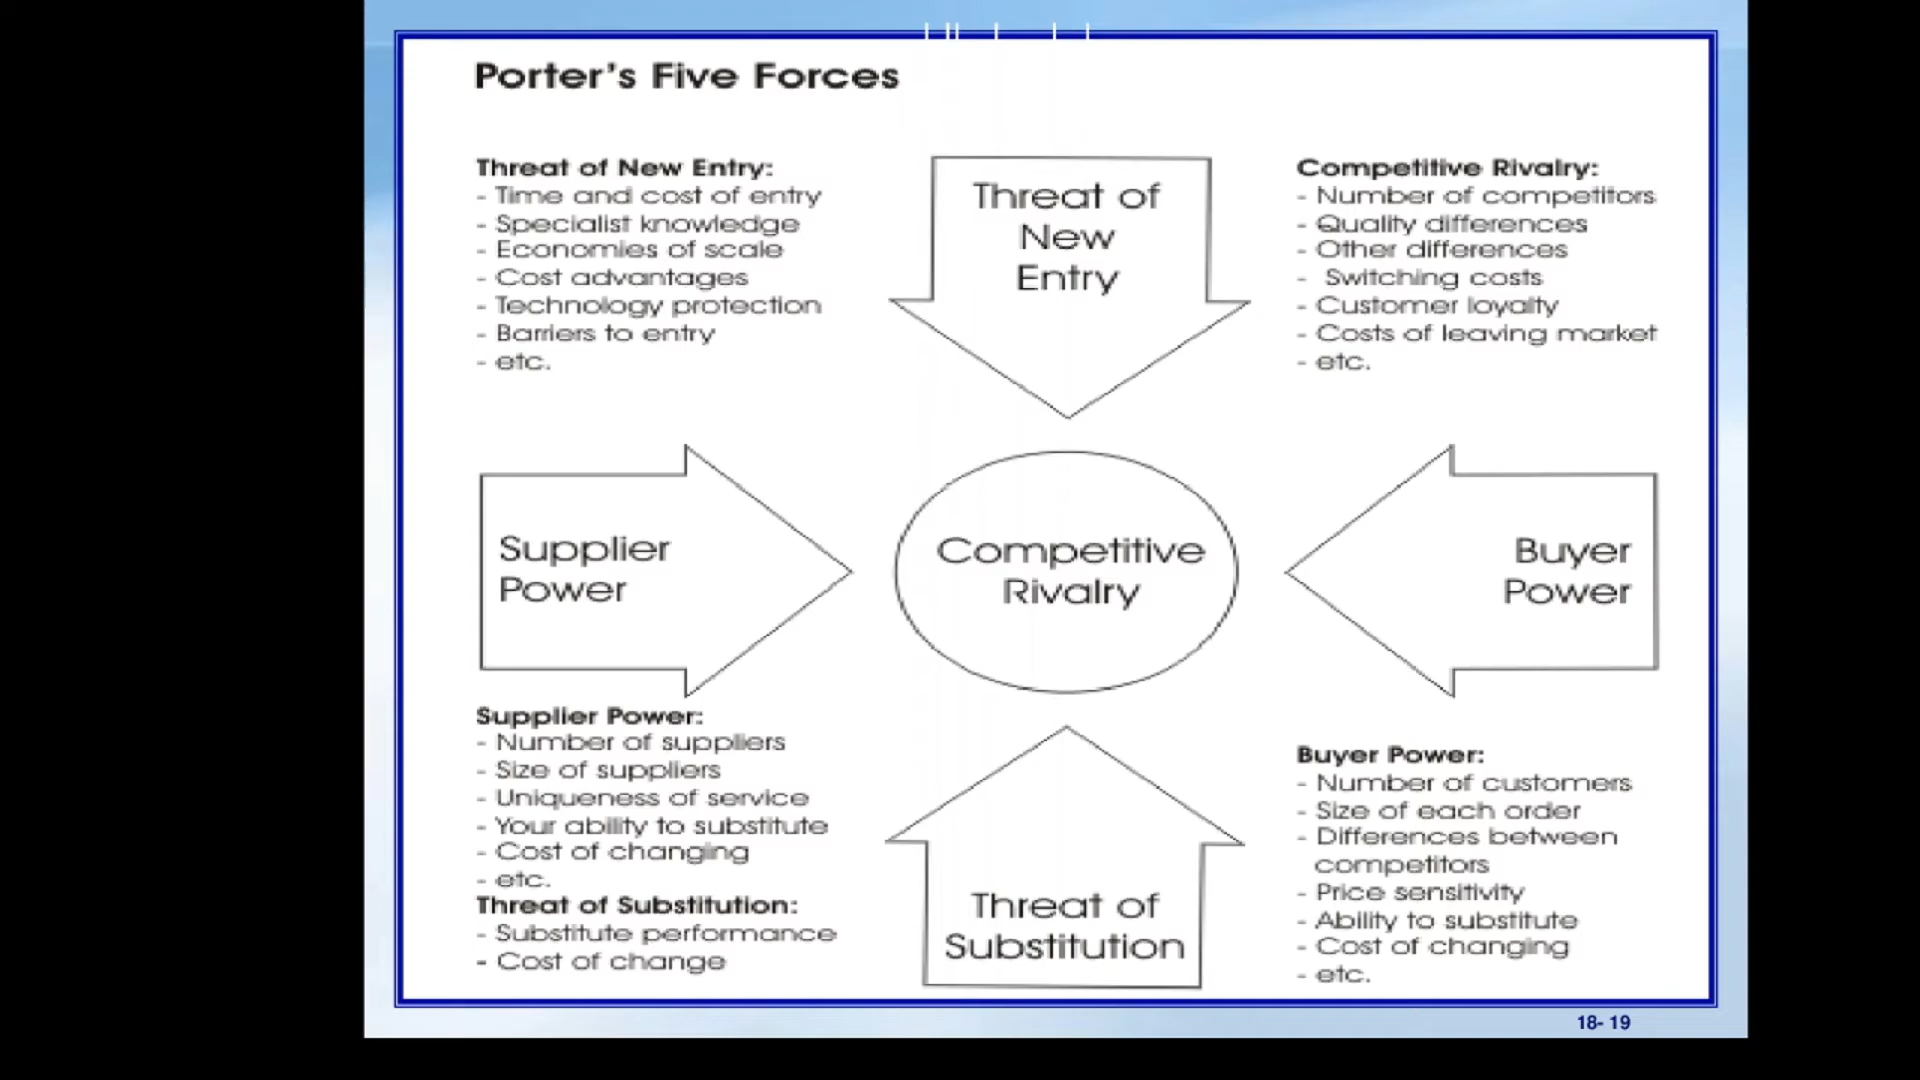 Porter's Five Forces
Threat of New Entry:
- Time and cost of entry
- Specialist knowledge
- Economies of scale
- Cost advantages
- Technology protection
- Barriers to entry
- etc.
Threat of
New
Entry
Competitive Rivalry:
- Number of competitors
- Quality differences
- Other differences
- Switching costs
- Customer loyalty
- Costs of leaving market
- etc.
Supplier
Power
Competitive
Rivalry
Buyer
Power
Supplier Power:
- Number of suppliers
- Size of suppliers
- Uniqueness of service
- Your ability to substitute
- Cost of changing
- etc.
Threat of Substitution:
- Substitute performance
- Cost of change
Threat of
Substitution
Buyer Power:
- Number of customers
- Size of each order
- Differences between
competitors
- Price sensitivity
- Ability to substitute
- Cost of changing
- etc.
18- 19